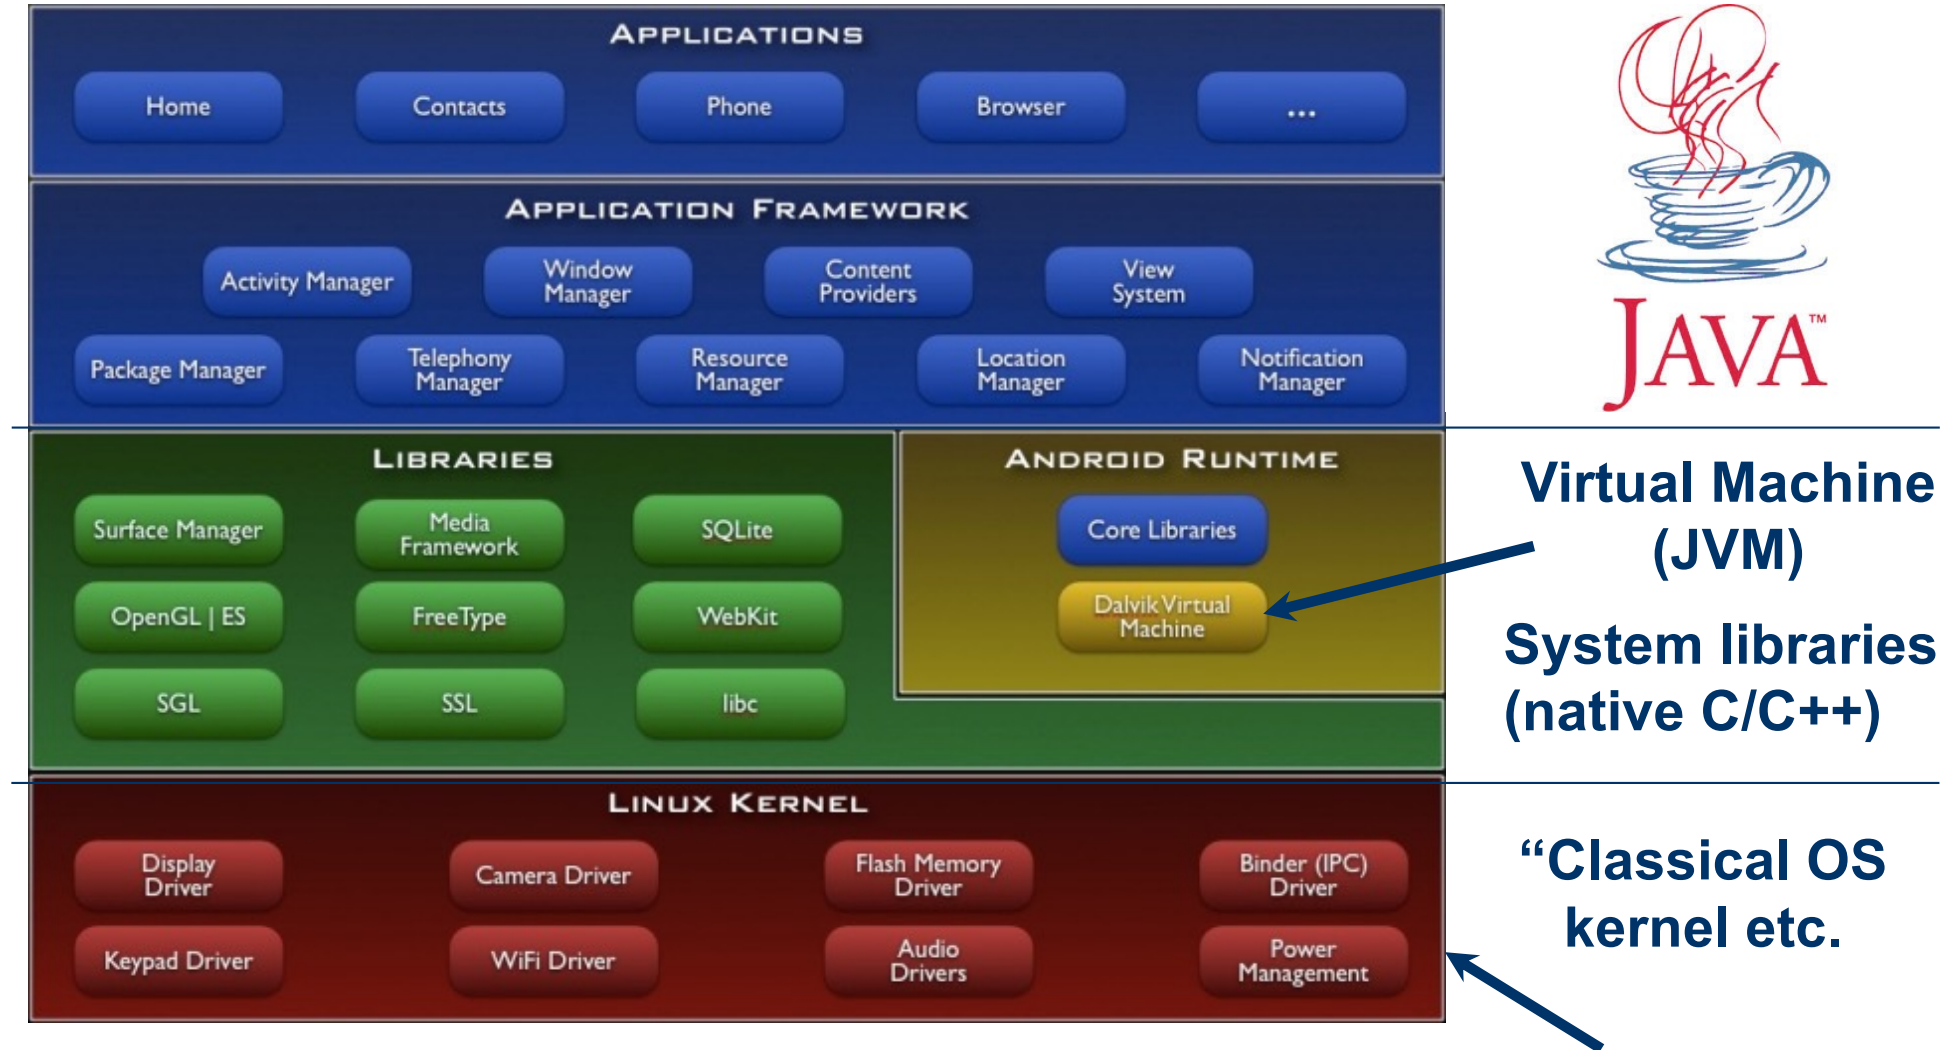 APPLICATIONS
Home
Contacts
Phone
Browser
...
APPLICATION FRAMEWORK
Activity Manager
Window
Manager
Content
Providers
View
System
Package Manager
Telephony
Manager
Resource
Manager
Location
Manager
Notification
Manager
JAVA™
LIBRARIES
Surface Manager
Media
Framework
SQLite
OpenGL | ES
FreeType
WebKit
SGL
SSL
libc
ANDROID RUNTIME
Core Libraries
Dalvik Virtual
Machine
Virtual Machine
(JVM)
System libraries
(native C/C++)
LINUX KERNEL
Display
Driver
Camera Driver
Flash Memory
Driver
Binder (IPC)
Driver
Keypad Driver
WiFi Driver
Audio
Drivers
Power
Management
“Classical OS
kernel etc.